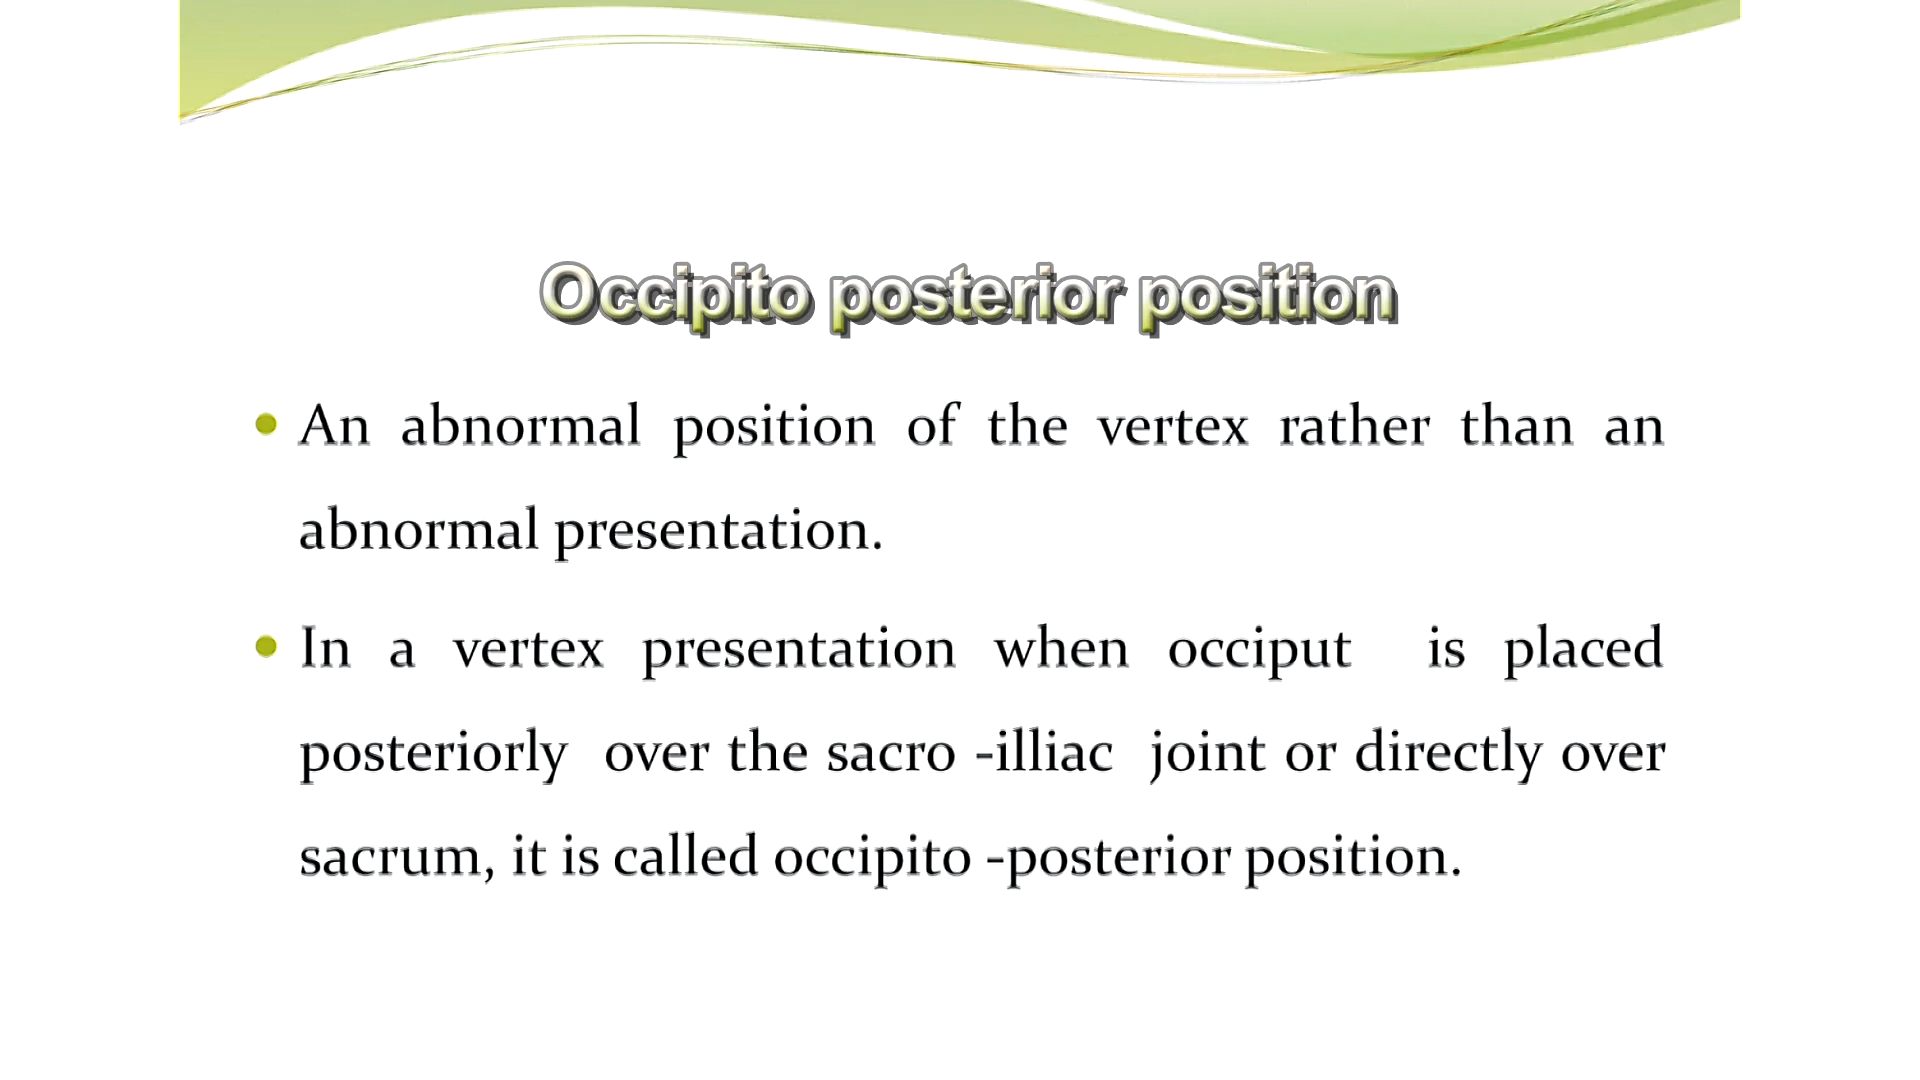 Occipito posterior position
An abnormal position of the vertex rather than an
abnormal presentation.
In a vertex presentation when occiput is placed
posteriorly over the sacro -illiac joint or directly over
sacrum, it is called occipito -posterior position.